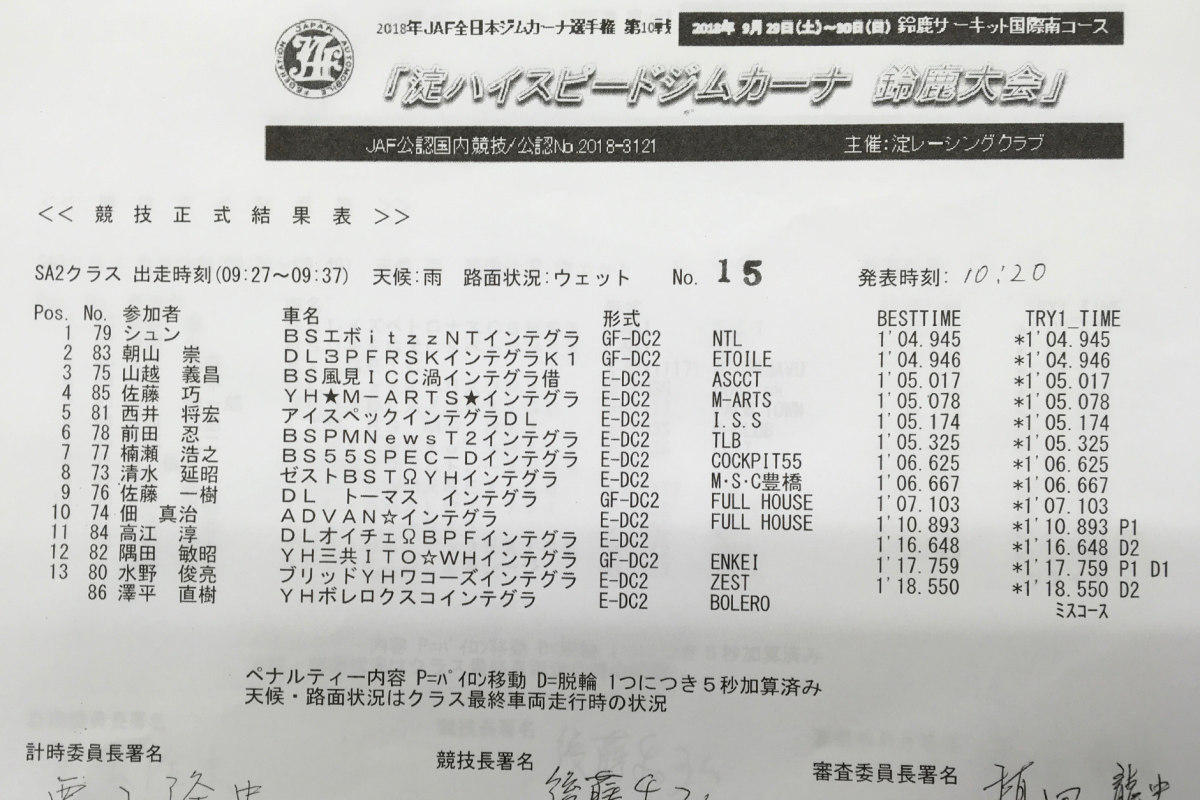 2018年JAF全日本ジムカーナ選手権 第10戦 2018年 9月29日(土)～30日(日) 鈴鹿サーキット国際南コース
JAPAN AUTOMOBILE FEDERATION
JAF
「淀ハイスピードジムカーナ 鈴鹿大会」
JAF公認国内競技/公認No.2018-3121 主催:淀レーシングクラブ
<< 競技正式結果表 >>
SA2クラス 出走時刻(09:27～09:37) 天候:雨 路面状況:ウェット No. 15 発表時刻: 10:20
Pos. No. 参加者 車名 形式 BESTTIME TRY1_TIME
1 79 シュン BSエボitzzNTインテグラ GF-DC2 NTL 1'04.945 *1'04.945
2 83 朝山 崇 DL3PFRSKインテグラK1 GF-DC2 ETOILE 1'04.946 *1'04.946
3 75 山越 義昌 BS風見ICC渦インテグラ借 E-DC2 ASCCT 1'05.017 *1'05.017
4 85 佐藤 巧 YH★M-ARTS★インテグラ E-DC2 M-ARTS 1'05.078 *1'05.078
5 81 西井 将宏 アイスペックインテグラDL E-DC2 I.S.S 1'05.174 *1'05.174
6 78 前田 忍 BSPMNewsT2インテグラ E-DC2 TLB 1'05.325 *1'05.325
7 77 楠瀬 浩之 BS55SPEC-Dインテグラ E-DC2 COCKPIT55 1'06.625 *1'06.625
8 73 清水 延昭 ゼストBSTΩYHインテグラ E-DC2 M・S・C豊橋 1'06.667 *1'06.667
9 76 佐藤 一樹 DL トーマス インテグラ GF-DC2 FULL HOUSE 1'07.103 *1'07.103
10 74 佃 真治 ADVAN☆インテグラ E-DC2 FULL HOUSE 1'10.893 *1'10.893 P1
11 84 高江 淳 DLオイチェΩBPFインテグラ E-DC2 1'16.648 *1'16.648 D2
12 82 隅田 敏昭 YH三共ITO☆WHインテグラ GF-DC2 ENKEI 1'17.759 *1'17.759 P1 D1
13 80 水野 俊亮 ブリッドYHワコーズインテグラ E-DC2 ZEST 1'18.550 *1'18.550 D2
86 澤平 直樹 YHボレロクスコインテグラ E-DC2 BOLERO ミスコース
ペナルティー内容 P=ﾊﾟｲﾛﾝ移動 D=脱輪 1つにつき5秒加算済み
天候・路面状況はクラス最終車両走行時の状況
計時委員長署名 競技長署名 審査委員長署名